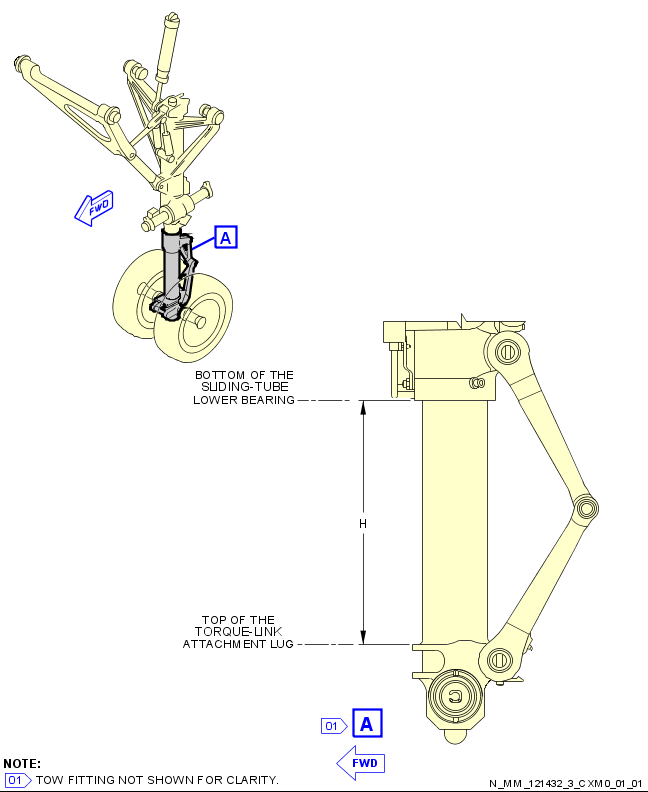 FWD
A
BOTTOM OF THE
SLIDING-TUBE
LOWER BEARING
H
TOP OF THE
TORQUE-LINK
ATTACHMENT LUG
01 A
FWD
NOTE:
01 TOW FITTING NOT SHOWN FOR CLARITY.
N_MM_121432_3_CXM0_01_01